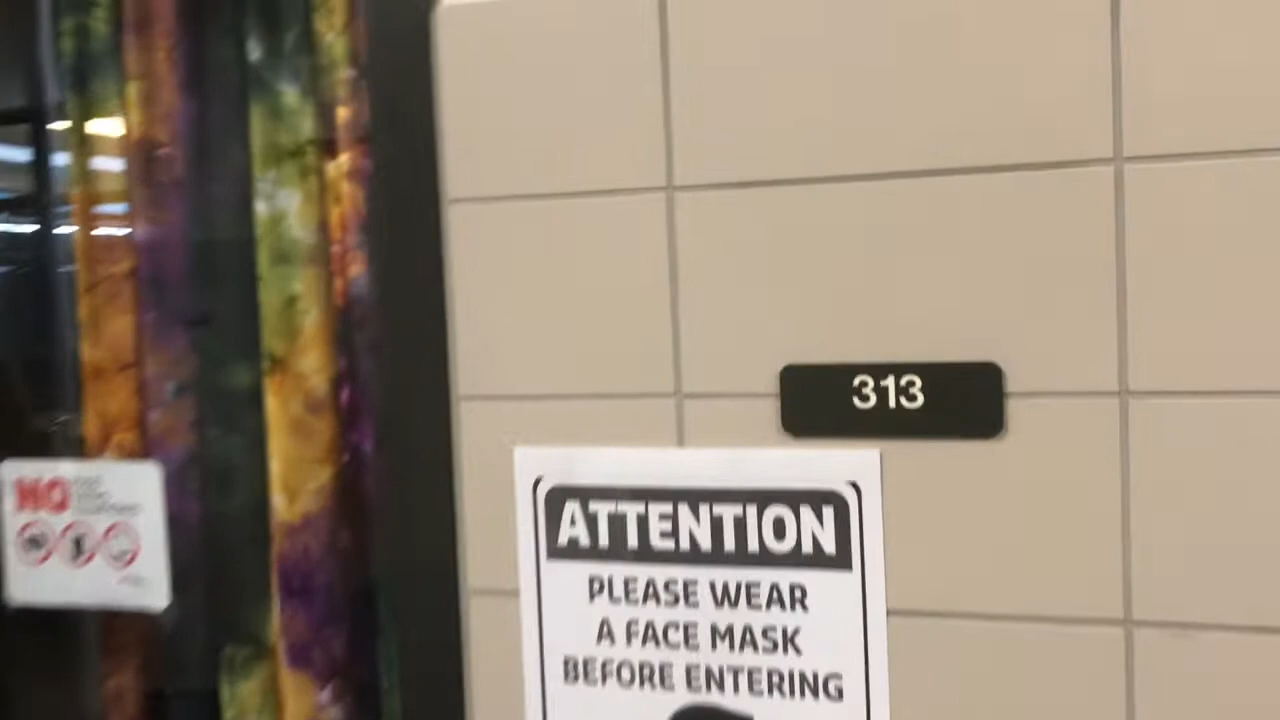 313
ATTENTION
PLEASE WEAR
A FACE MASK
BEFORE ENTERING
NO